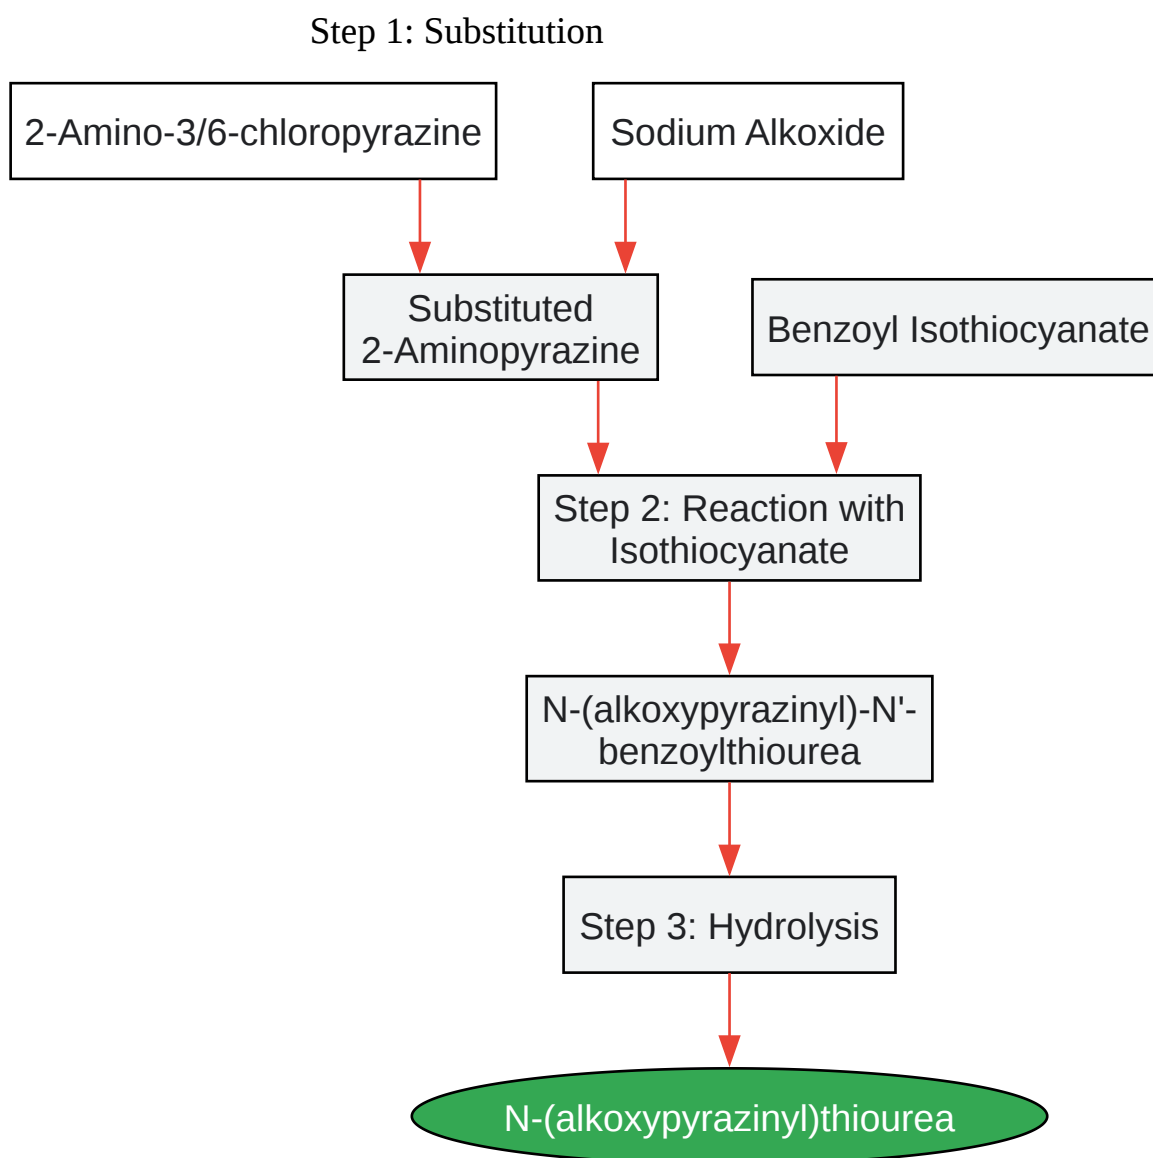 Step 1: Substitution
2-Amino-3/6-chloropyrazine
Sodium Alkoxide
Substituted
2-Aminopyrazine
Benzoyl Isothiocyanate
Step 2: Reaction with
Isothiocyanate
N-(alkoxypyrazinyl)-N'-
benzoylthiourea
Step 3: Hydrolysis
N-(alkoxypyrazinyl)thiourea